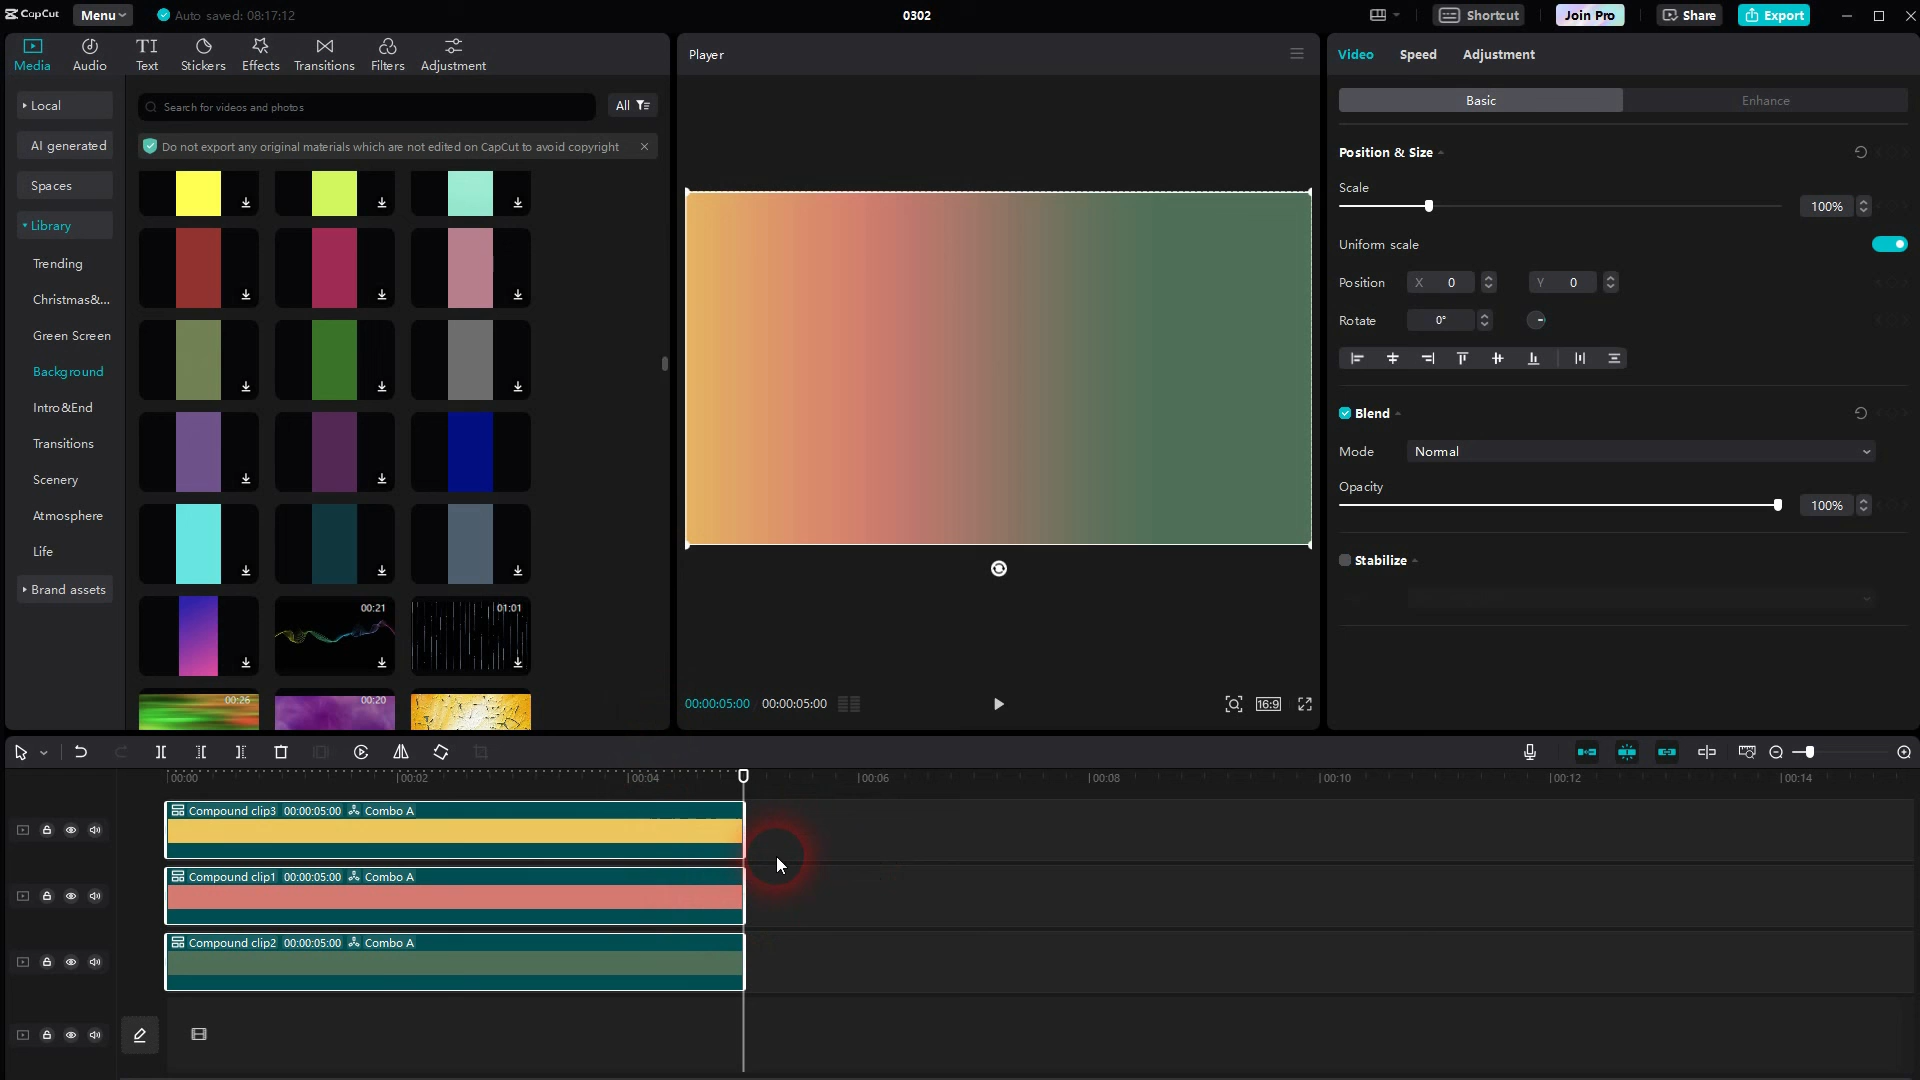 CapCut
Menu
Auto saved: 08:17:12
0302
Shortcut
Join Pro
Share
Export
Media
Audio
TI
Text
Stickers
Effects
Transitions
Filters
Adjustment
Player
Video
Speed
Adjustment
Local
AI generated
Spaces
Library
Trending
Christmas&...
Green Screen
Background
Intro&End
Transitions
Scenery
Atmosphere
Life
Brand assets
Search for videos and photos
All
Do not export any original materials which are not edited on CapCut to avoid copyright
00:21
01:01
00:26
00:20
00:00:05:00
00:00:05:00
16:9
Basic
Enhance
Position & Size
Scale
100%
Uniform scale
Position
X 0
Y 0
Rotate
0°
Blend
Mode
Normal
Opacity
100%
Stabilize
00:00
00:02
00:04
00:06
00:08
00:10
00:12
00:14
Compound clip3 00:00:05:00 Combo A
Compound clip1 00:00:05:00 Combo A
Compound clip2 00:00:05:00 Combo A